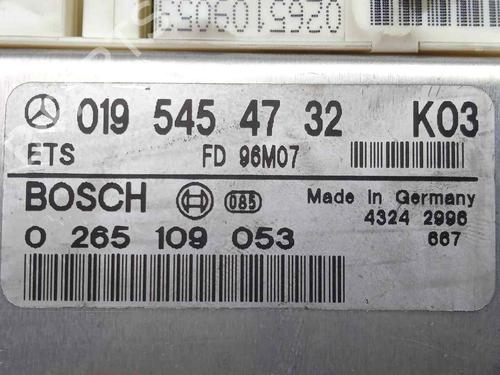 0265109053
019 545 47 32 K03
ETS FD 96M07
BOSCH 085 Made in Germany
4324 2996
0 265 109 053 667